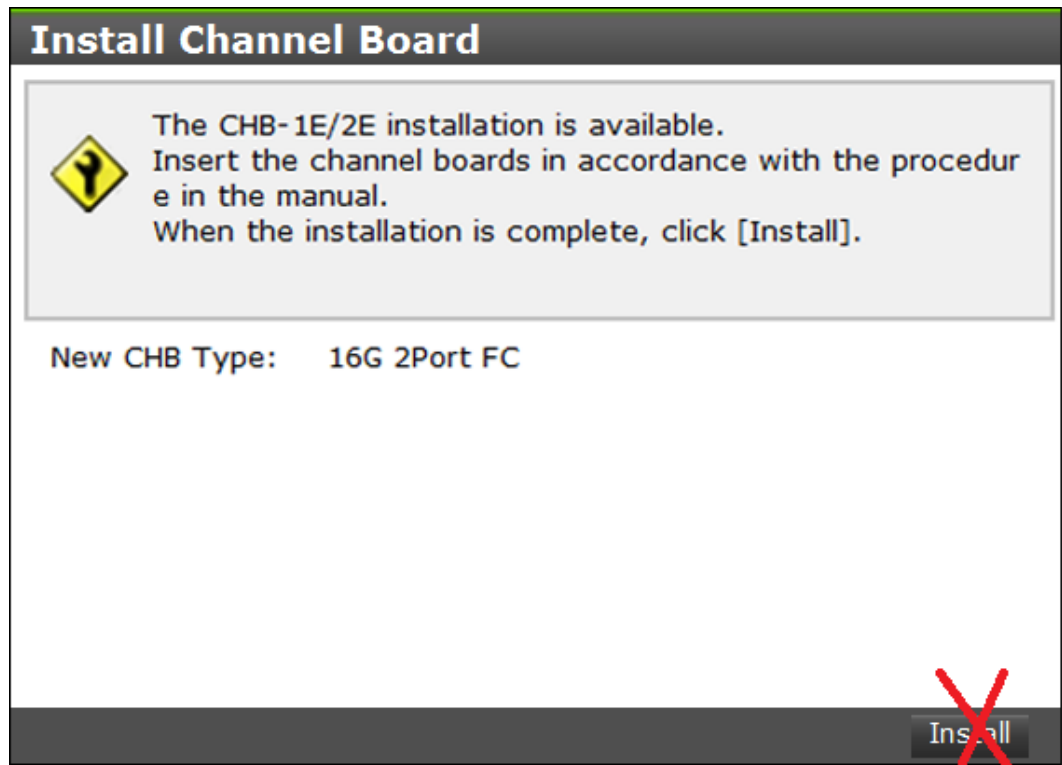 Install Channel Board
The CHB-1E/2E installation is available.
Insert the channel boards in accordance with the procedur
e in the manual.
When the installation is complete, click [Install].
New CHB Type: 16G 2Port FC
Install